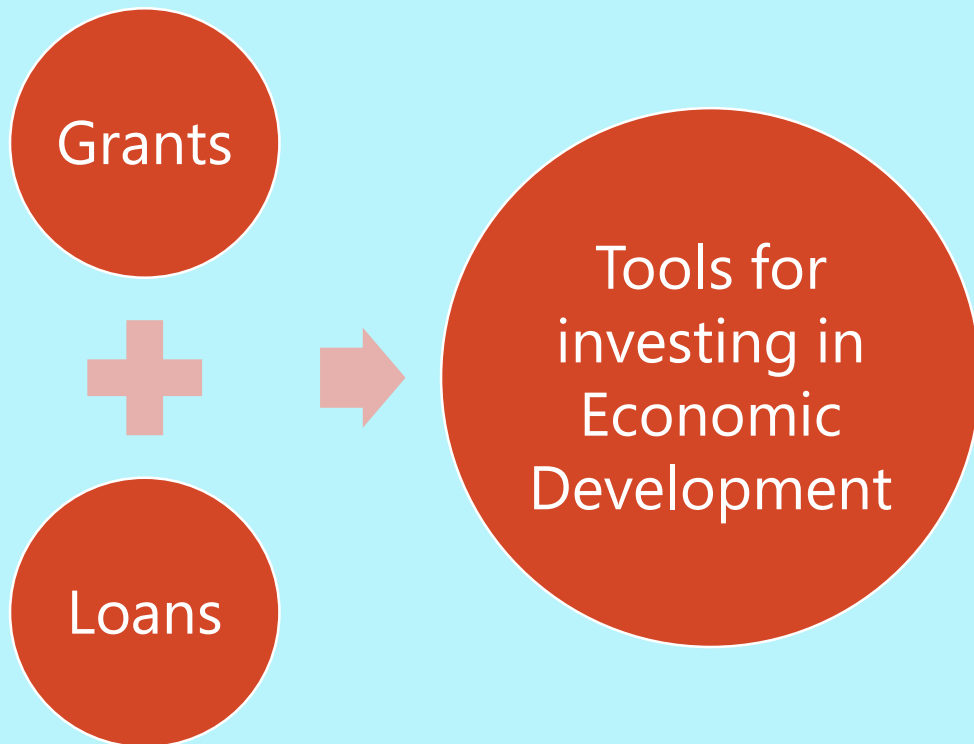 Grants
Loans
Tools for
investing in
Economic
Development